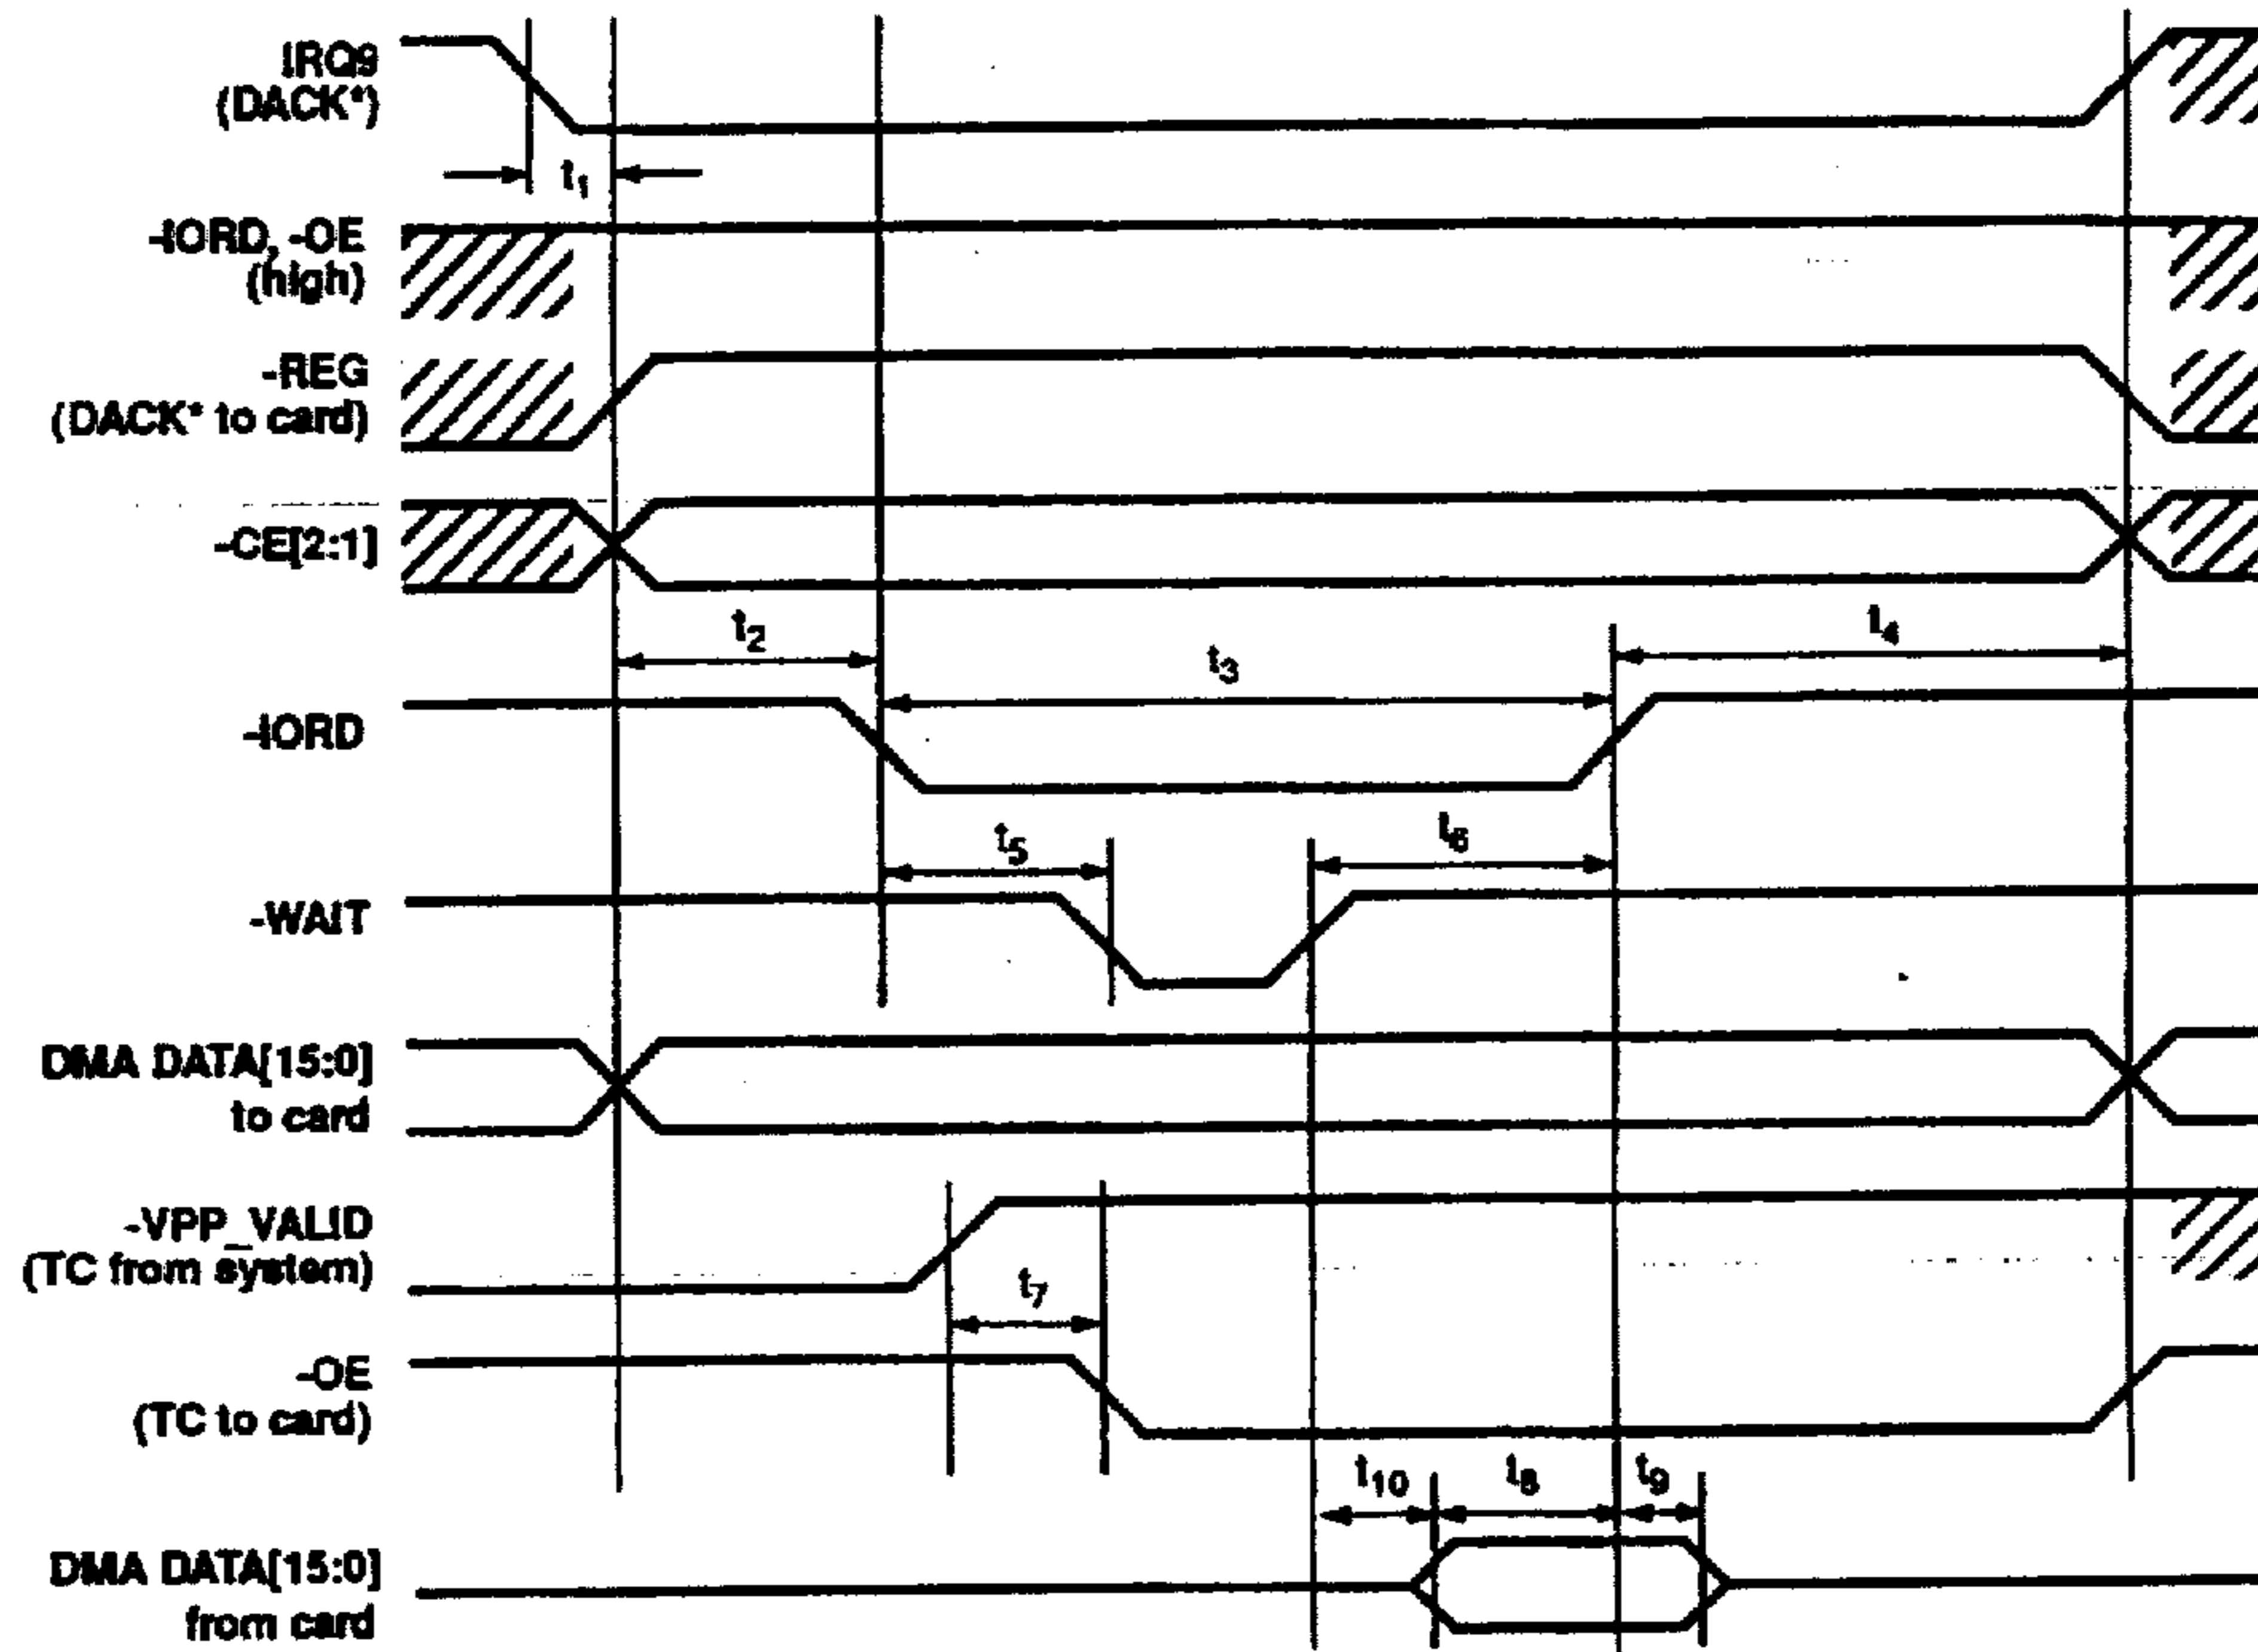 IRQ9
(DACK*)
t1
-IORD, -OE
(high)
-REG
(DACK* to card)
-CE[2:1]
t2
t3
t4
-IORD
t5
t6
-WAIT
DMA DATA[15:0]
to card
-VPP_VALID
(TC from system)
t7
-OE
(TC to card)
t10
t8
t9
DMA DATA[15:0]
from card